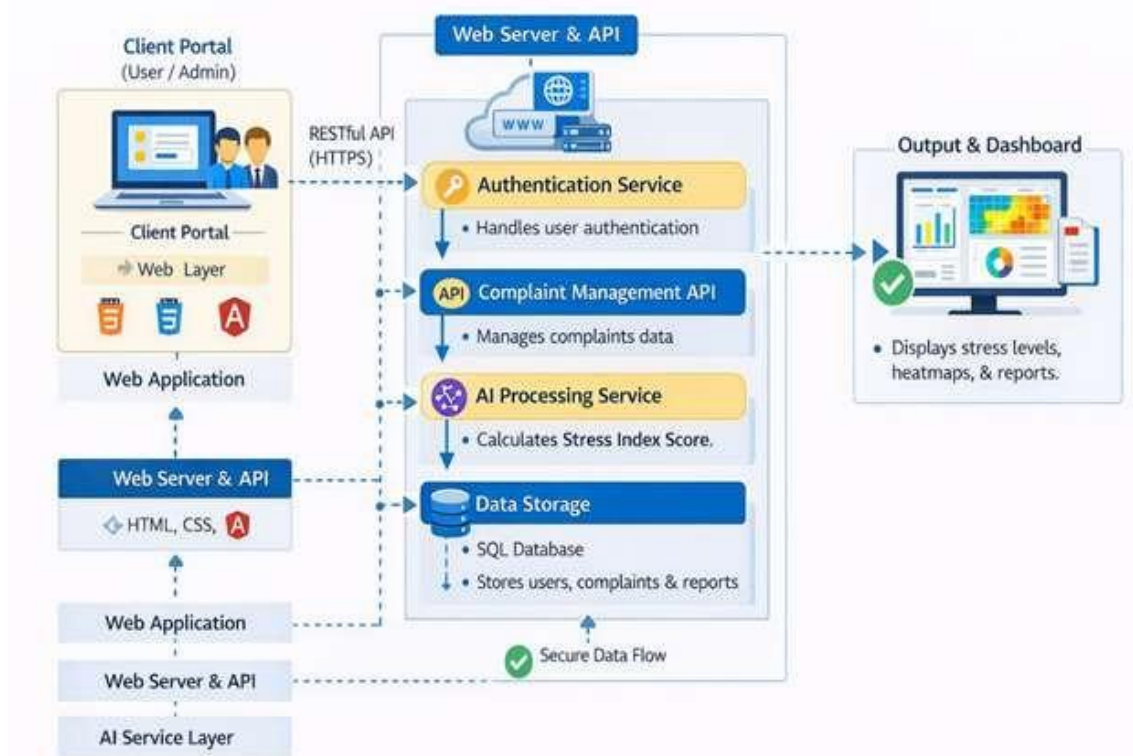 Web Server & API
Client Portal
(User / Admin)
WWW
RESTful API
(HTTPS)
Client Portal
Web Layer
5
5
A
Web Application
Web Server & API
HTML, CSS, A
Web Application
Web Server & API
AI Service Layer
Authentication Service
• Handles user authentication
API Complaint Management API
• Manages complaints data
AI Processing Service
• Calculates Stress Index Score.
Data Storage
• SQL Database
• Stores users, complaints & reports
Secure Data Flow
Output & Dashboard
• Displays stress levels,
heatmaps, & reports.